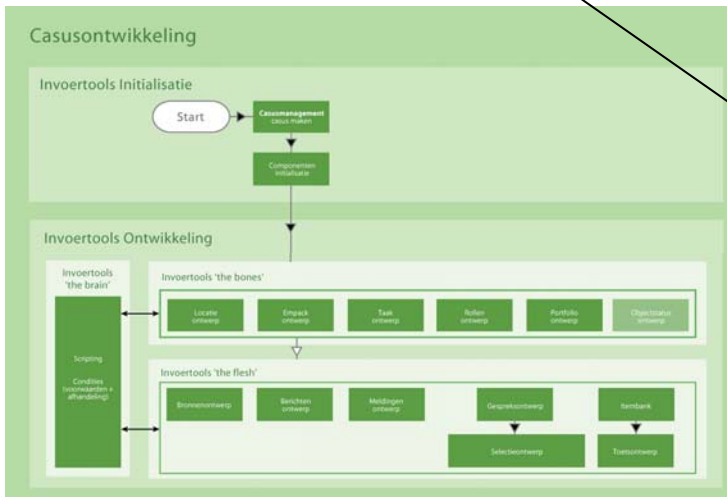 Casusontwikkeling
Invoertools Initialisatie
Start
Casusmanagement
casus maken
Componenten
initialisatie
Invoertools Ontwikkeling
Invoertools
'the brain'
Scripting
Condities
(voorwaarden +
afhandeling)
Invoertools 'the bones'
Locatie
ontwerp
Empack
ontwerp
Taak
ontwerp
Rollen
ontwerp
Portfolio
ontwerp
Objectstatus
ontwerp
Invoertools 'the flesh'
Bronnenontwerp
Berichten
ontwerp
Meldingen
ontwerp
Gespreksontwerp
Itembank
Selectieontwerp
Toetsontwerp